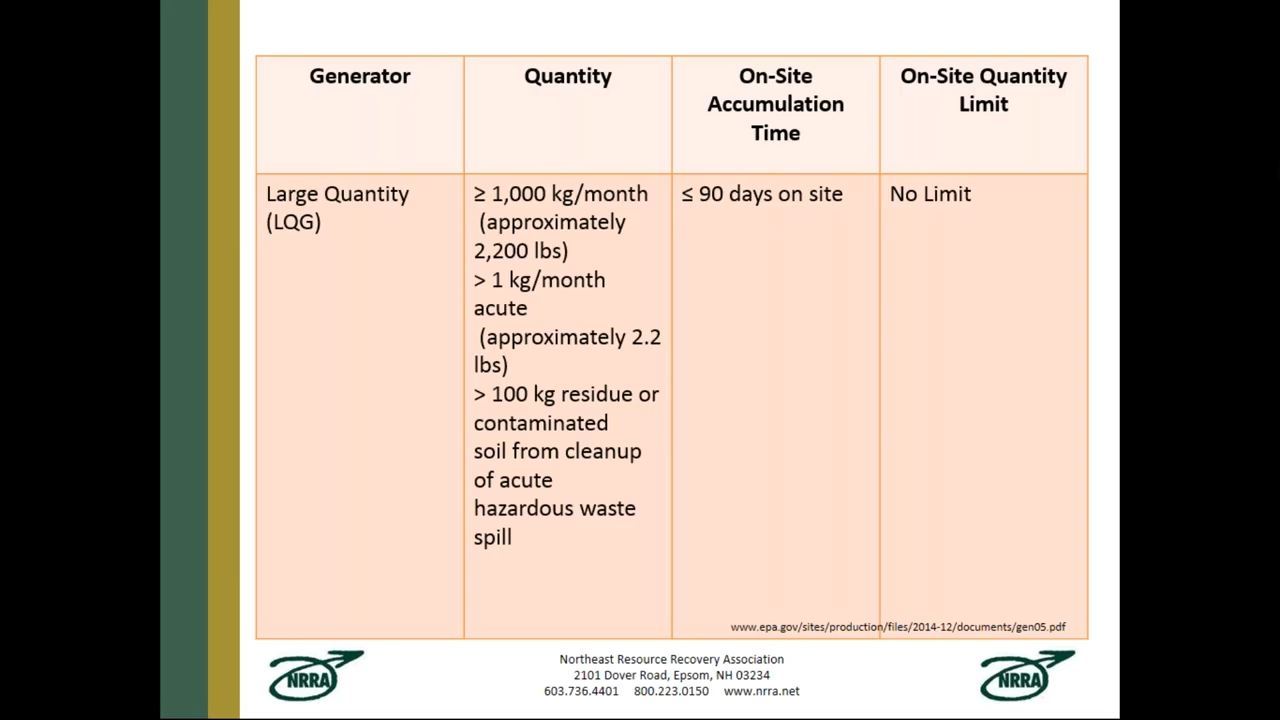 Generator
Quantity
On-Site
Accumulation
Time
On-Site Quantity
Limit
Large Quantity
(LQG)
≥ 1,000 kg/month
(approximately
2,200 lbs)
> 1 kg/month
acute
(approximately 2.2
lbs)
> 100 kg residue or
contaminated
soil from cleanup
of acute
hazardous waste
spill
≤ 90 days on site
No Limit
www.epa.gov/sites/production/files/2014-12/documents/gen05.pdf
NRRA
Northeast Resource Recovery Association
2101 Dover Road, Epsom, NH 03234
603.736.4401 800.223.0150 www.nrra.net
NRRA